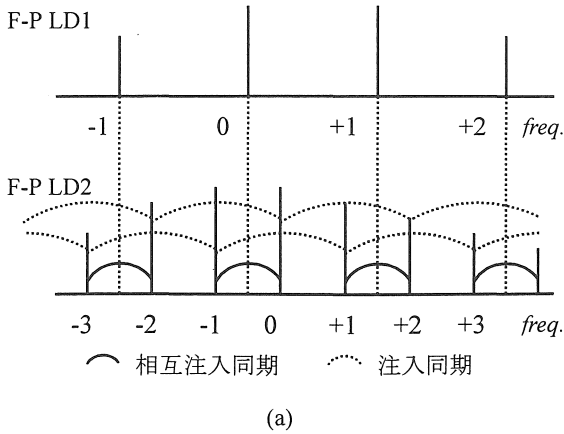 F-P LD1
-1 0 +1 +2 freq.
F-P LD2
-3 -2 -1 0 +1 +2 +3 freq.
相互注入同期 注入同期
(a)